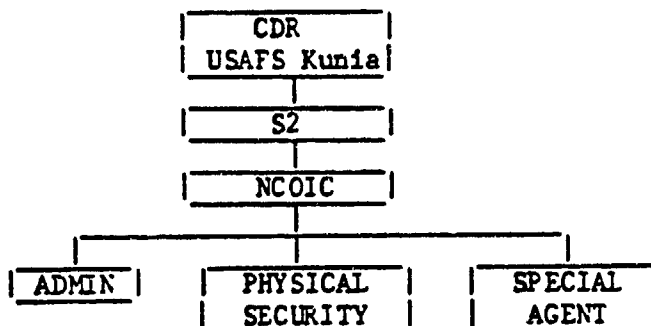 CDR
USAFS Kunia
S2
NCOIC
ADMIN
PHYSICAL
SECURITY
SPECIAL
AGENT